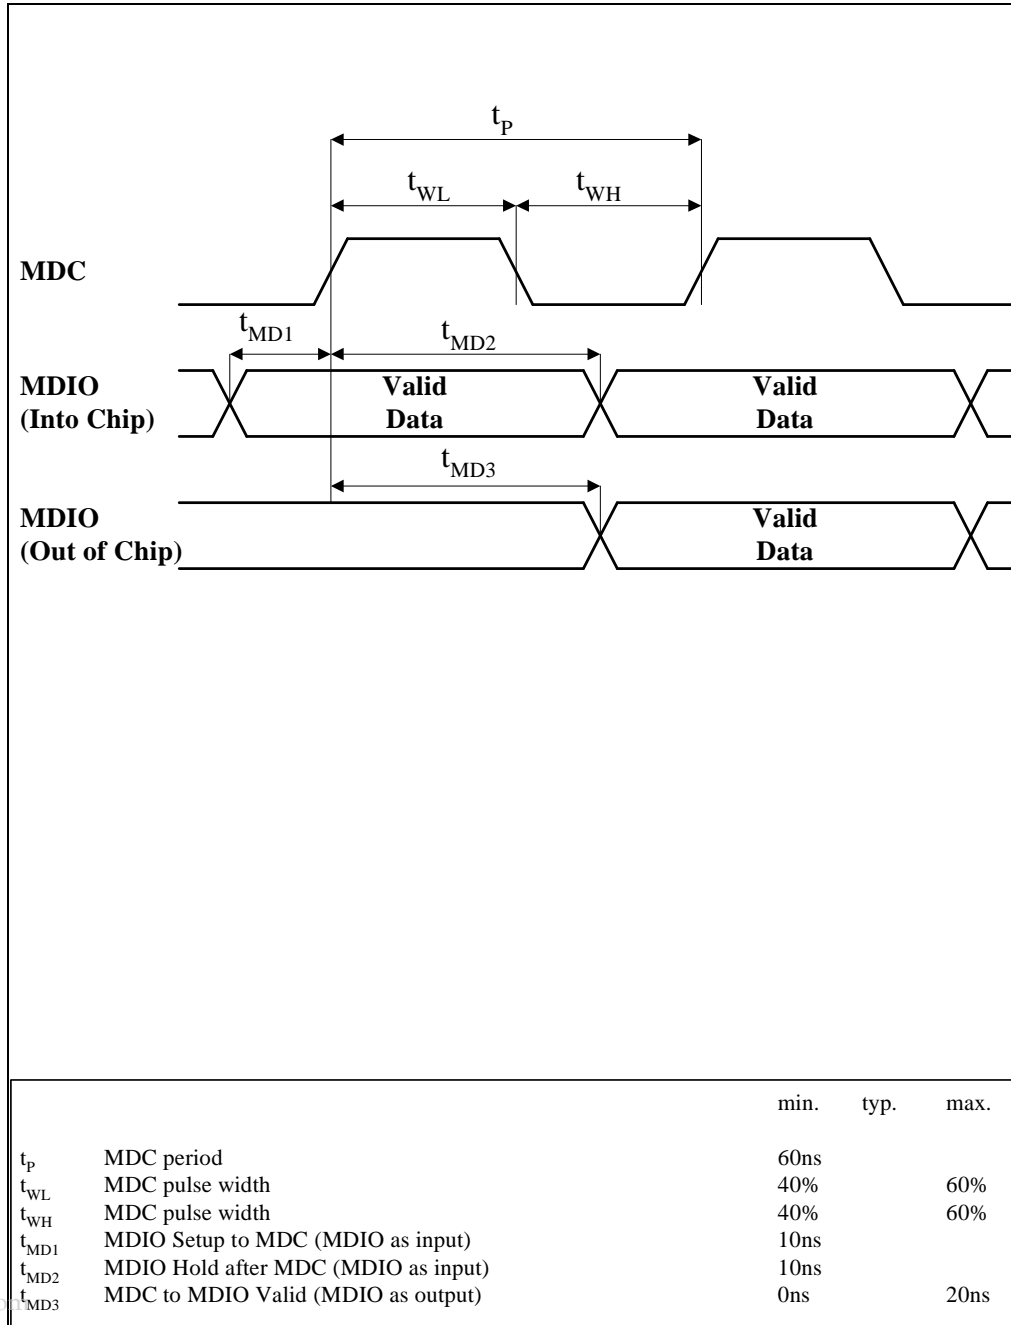 tP
tWL tWH
MDC
tMD1 tMD2
MDIO Valid Valid
(Into Chip) Data Data
tMD3
MDIO Valid
(Out of Chip) Data
min. typ. max.
tP MDC period 60ns
tWL MDC pulse width 40% 60%
tWH MDC pulse width 40% 60%
tMD1 MDIO Setup to MDC (MDIO as input) 10ns
tMD2 MDIO Hold after MDC (MDIO as input) 10ns
tMD3 MDC to MDIO Valid (MDIO as output) 0ns 20ns